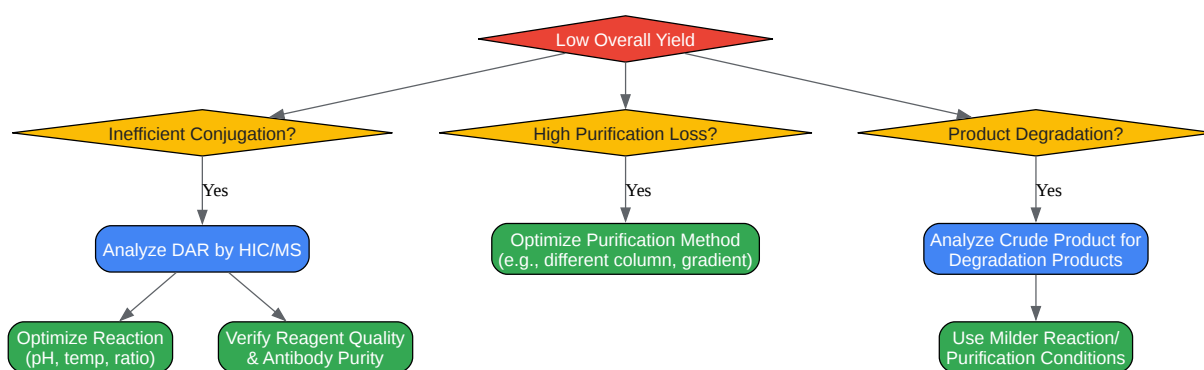 Low Overall Yield
Inefficient Conjugation?
High Purification Loss?
Product Degradation?
Yes
Yes
Yes
Analyze DAR by HIC/MS
Optimize Purification Method
(e.g., different column, gradient)
Analyze Crude Product for
Degradation Products
Optimize Reaction
(pH, temp, ratio)
Verify Reagent Quality
& Antibody Purity
Use Milder Reaction/
Purification Conditions